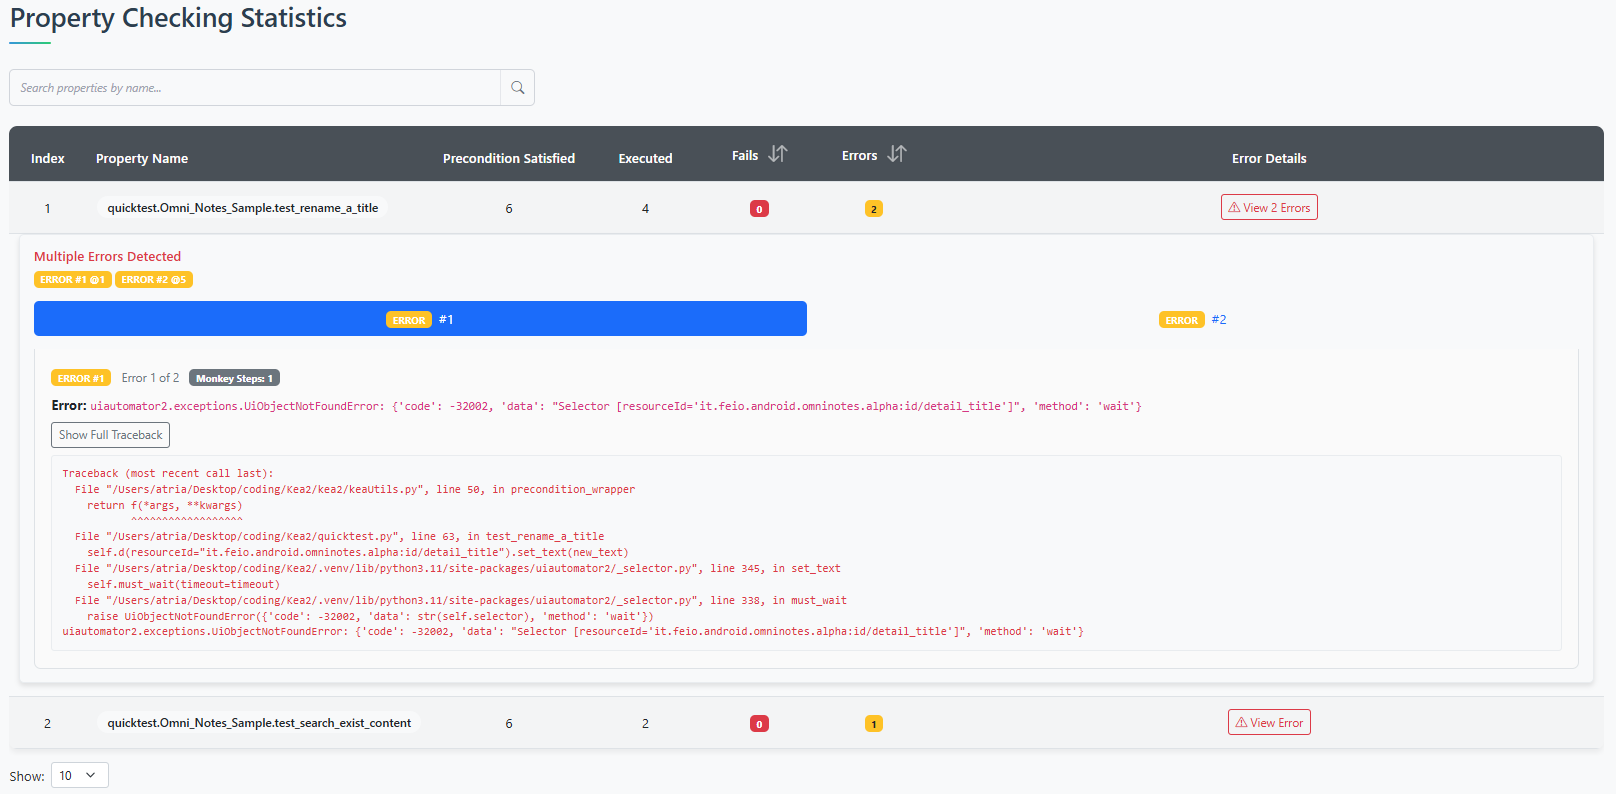 Property Checking Statistics
Search properties by name...
Index Property Name Precondition Satisfied Executed Fails Errors Error Details
1 quicktest.Omni_Notes_Sample.test_rename_a_title 6 4 0 2 View 2 Errors
Multiple Errors Detected
ERROR #1 @1 ERROR #2 @5
ERROR #1 ERROR #2
ERROR #1 Error 1 of 2 Monkey Steps: 1
Error: uiautomator2.exceptions.UiObjectNotFoundError: {'code': -32002, 'data': "Selector [resourceId='it.feio.android.omninotes.alpha:id/detail_title']", 'method': 'wait'}
Show Full Traceback
Traceback (most recent call last):
File "/Users/atria/Desktop/coding/Kea2/kea2/keaUtils.py", line 50, in precondition_wrapper
return f(*args, **kwargs)
^^^^^^^^^^^^^^^^^^
File "/Users/atria/Desktop/coding/Kea2/quicktest.py", line 63, in test_rename_a_title
self.d(resourceId="it.feio.android.omninotes.alpha:id/detail_title").set_text(new_text)
File "/Users/atria/Desktop/coding/Kea2/.venv/lib/python3.11/site-packages/uiautomator2/_selector.py", line 345, in set_text
self.must_wait(timeout=timeout)
File "/Users/atria/Desktop/coding/Kea2/.venv/lib/python3.11/site-packages/uiautomator2/_selector.py", line 338, in must_wait
raise UiObjectNotFoundError({'code': -32002, 'data': str(self.selector), 'method': 'wait'})
uiautomator2.exceptions.UiObjectNotFoundError: {'code': -32002, 'data': "Selector [resourceId='it.feio.android.omninotes.alpha:id/detail_title']", 'method': 'wait'}
2 quicktest.Omni_Notes_Sample.test_search_exist_content 6 2 0 1 View Error
Show: 10